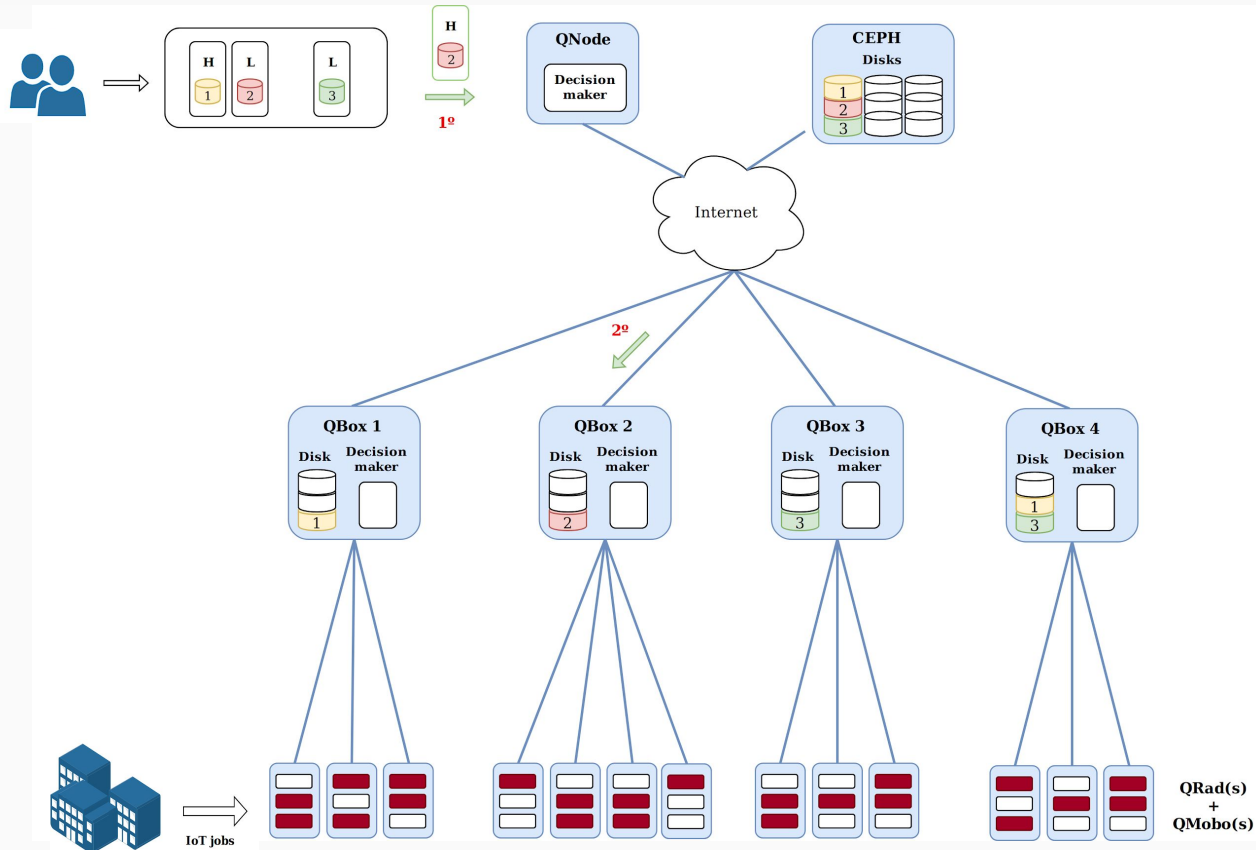 H
2
H
1
L
2
L
3
1º
QNode
Decision
maker
CEPH
Disks
1
2
3
Internet
2º
QBox 1
Disk
Decision
maker
1
QBox 2
Disk
Decision
maker
2
QBox 3
Disk
Decision
maker
3
QBox 4
Disk
Decision
maker
1
3
IoT jobs
QRad(s)
+
QMobo(s)